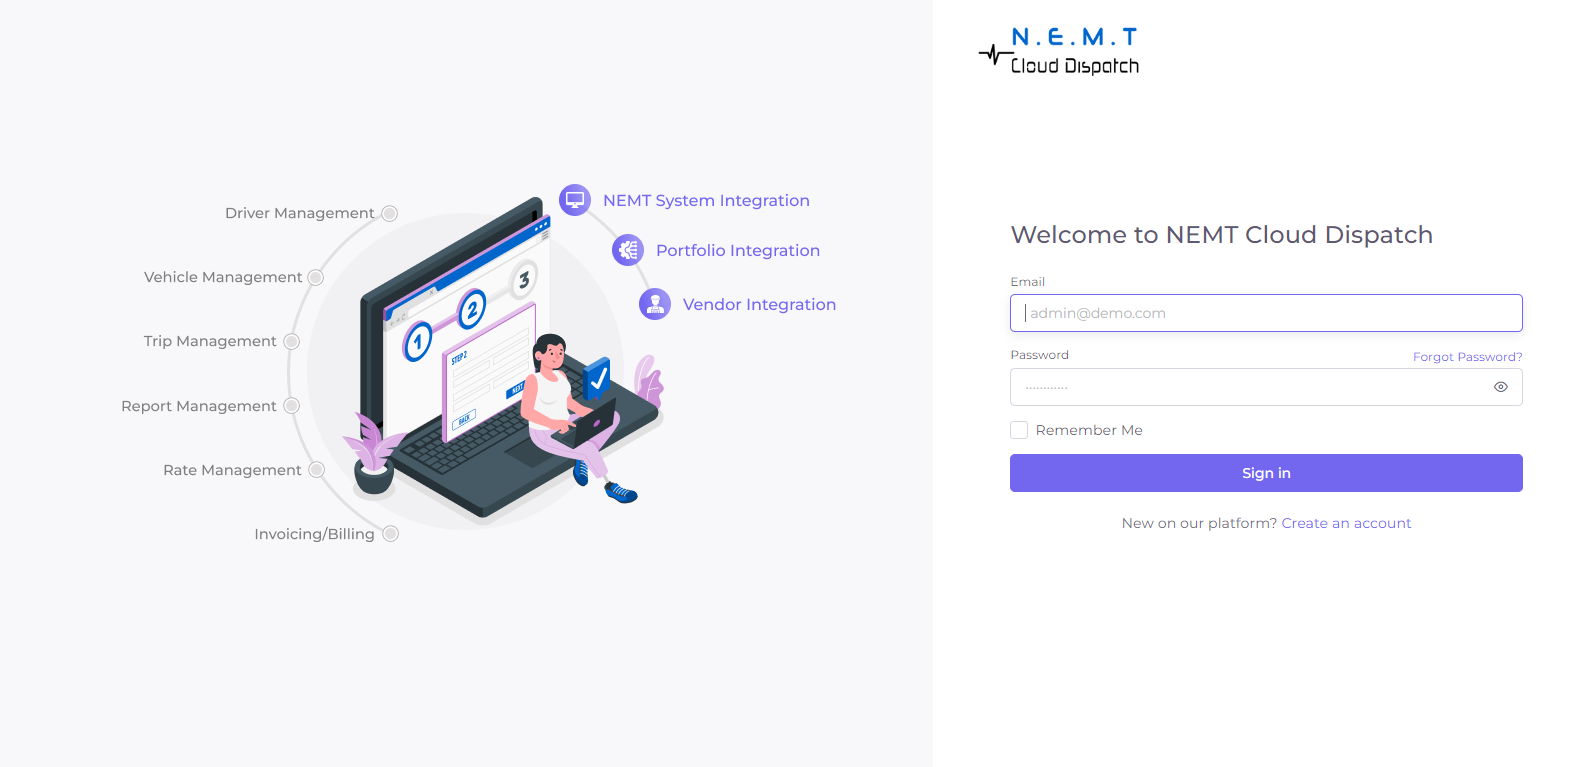 N.E.M.T
Cloud Dispatch
Driver Management
Vehicle Management
Trip Management
Report Management
Rate Management
Invoicing/Billing
NEMT System Integration
Portfolio Integration
Vendor Integration
1
2
3
STEP 2
NEXT
BACK
Welcome to NEMT Cloud Dispatch
Email
admin@demo.com
Password
Forgot Password?
...........
Remember Me
Sign in
New on our platform? Create an account